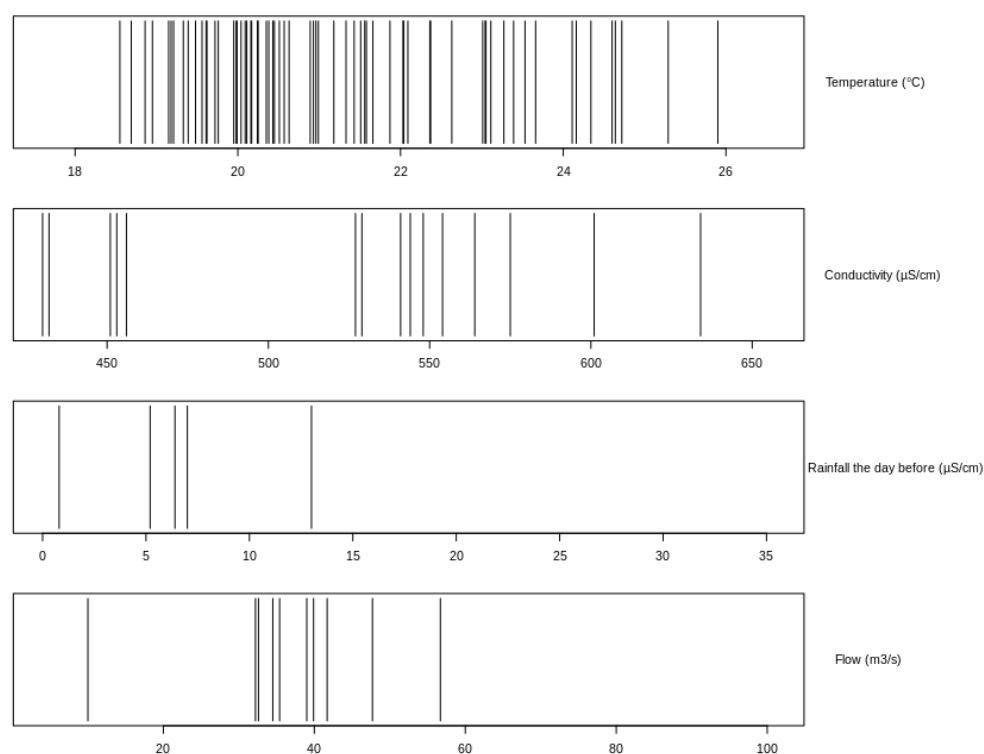 Temperature (°C)
18 20 22 24 26
Conductivity (µS/cm)
450 500 550 600 650
Rainfall the day before (µS/cm)
0 5 10 15 20 25 30 35
Flow (m3/s)
20 40 60 80 100